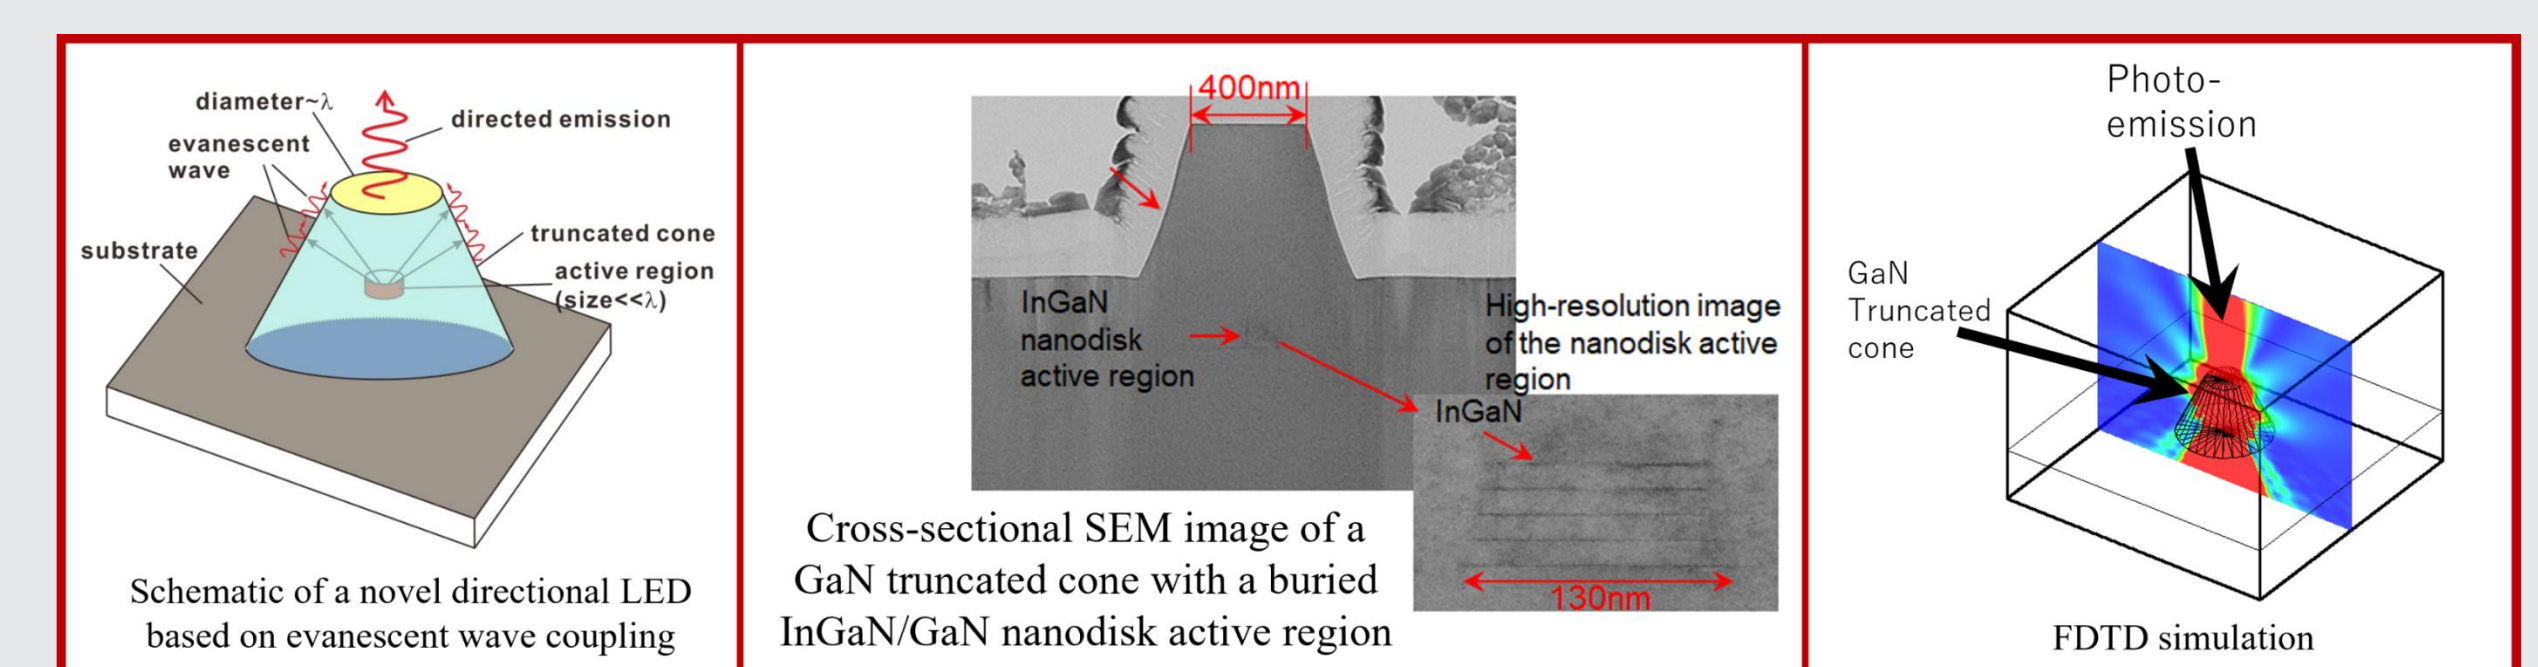 diameter~λ
directed emission
evanescent
wave
substrate
truncated cone
active region
(size<<λ)
Schematic of a novel directional LED
based on evanescent wave coupling
400nm
InGaN
nanodisk
active region
High-resolution image
of the nanodisk active
region
InGaN
130nm
Cross-sectional SEM image of a
GaN truncated cone with a buried
InGaN/GaN nanodisk active region
Photo-
emission
GaN
Truncated
cone
FDTD simulation